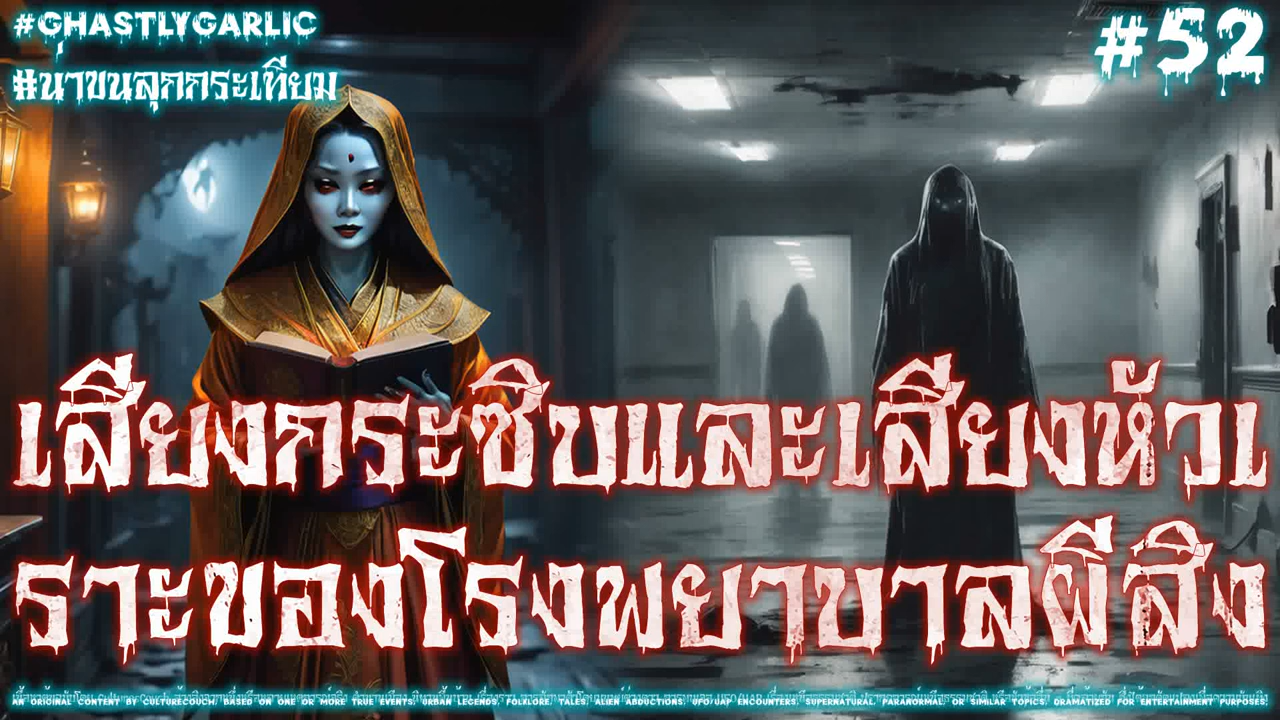 #GHASTLYGARLIC
#น่าขนลุกกระเทียม
#52
เสียงกระซิบและเสียงหัวเ
ราะของโรงพยาบาลผีสิง
AN ORIGINAL CONTENT BY CULTURECOUCH. BASED ON ONE OR MORE TRUE EVENTS, URBAN LEGENDS, FOLKLORE, TALES, ALIEN ABDUCTIONS, UFO/UAP ENCOUNTERS, SUPERNATURAL, PARANORMAL, OR SIMILAR TOPICS. DRAMATIZED FOR ENTERTAINMENT PURPOSES.